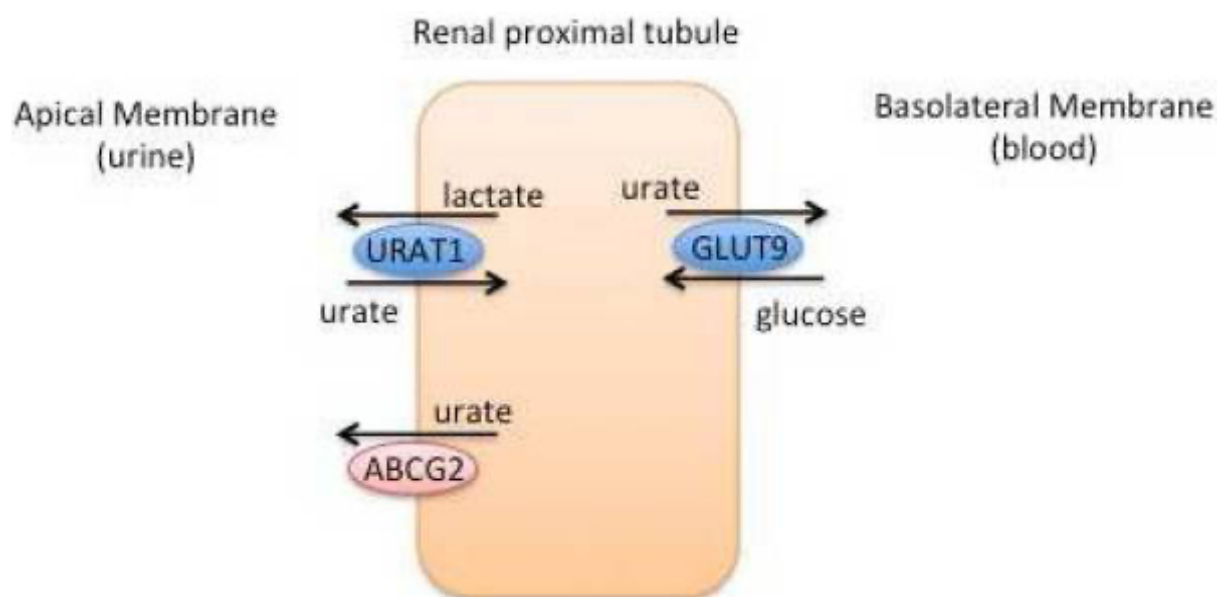 Renal proximal tubule
Apical Membrane
(urine)
Basolateral Membrane
(blood)
lactate
urate
URAT1
GLUT9
urate
glucose
urate
ABCG2